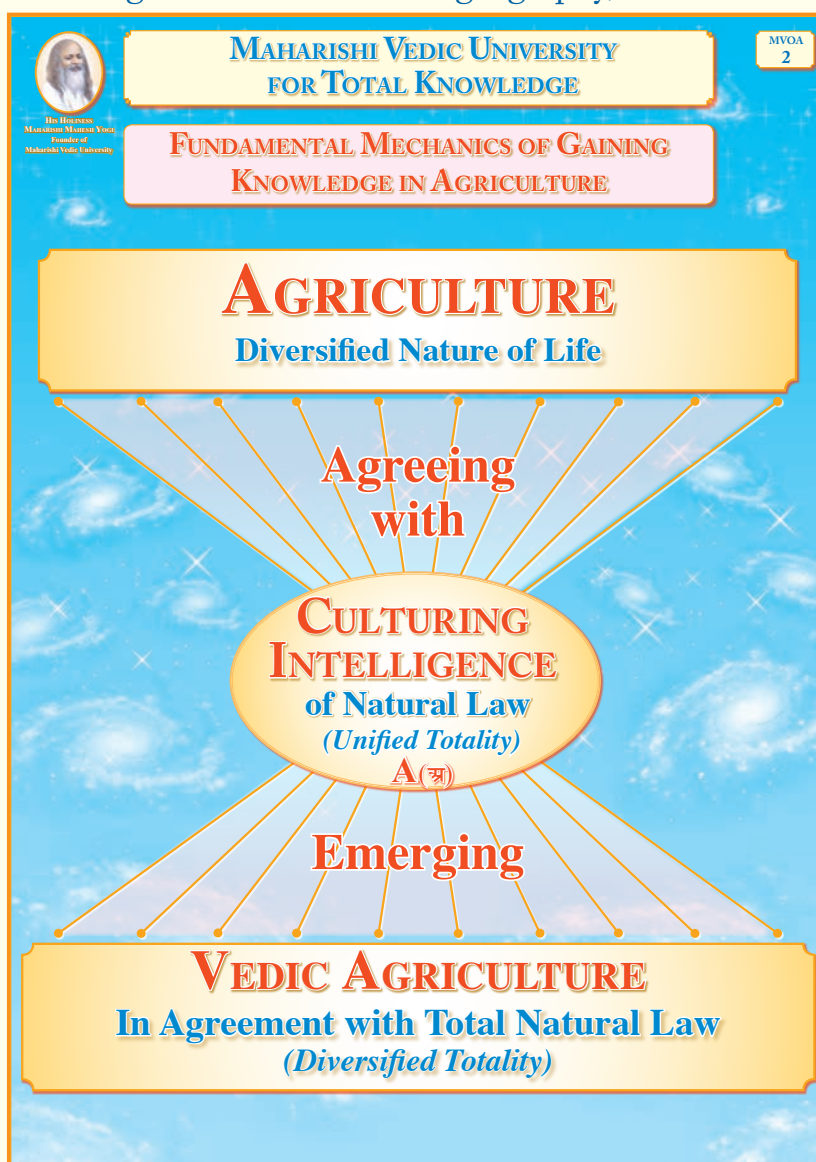 MAHARISHI VEDIC UNIVERSITY
FOR TOTAL KNOWLEDGE
MVOA
2
HIS HOLINESS
MAHARISHI MAHESH YOGI
Founder of
Maharishi Vedic University
FUNDAMENTAL MECHANICS OF GAINING
KNOWLEDGE IN AGRICULTURE
AGRICULTURE
Diversified Nature of Life
Agreeing
with
CULTURING
INTELLIGENCE
of Natural Law
(Unified Totality)
A(अ)
Emerging
VEDIC AGRICULTURE
In Agreement with Total Natural Law
(Diversified Totality)